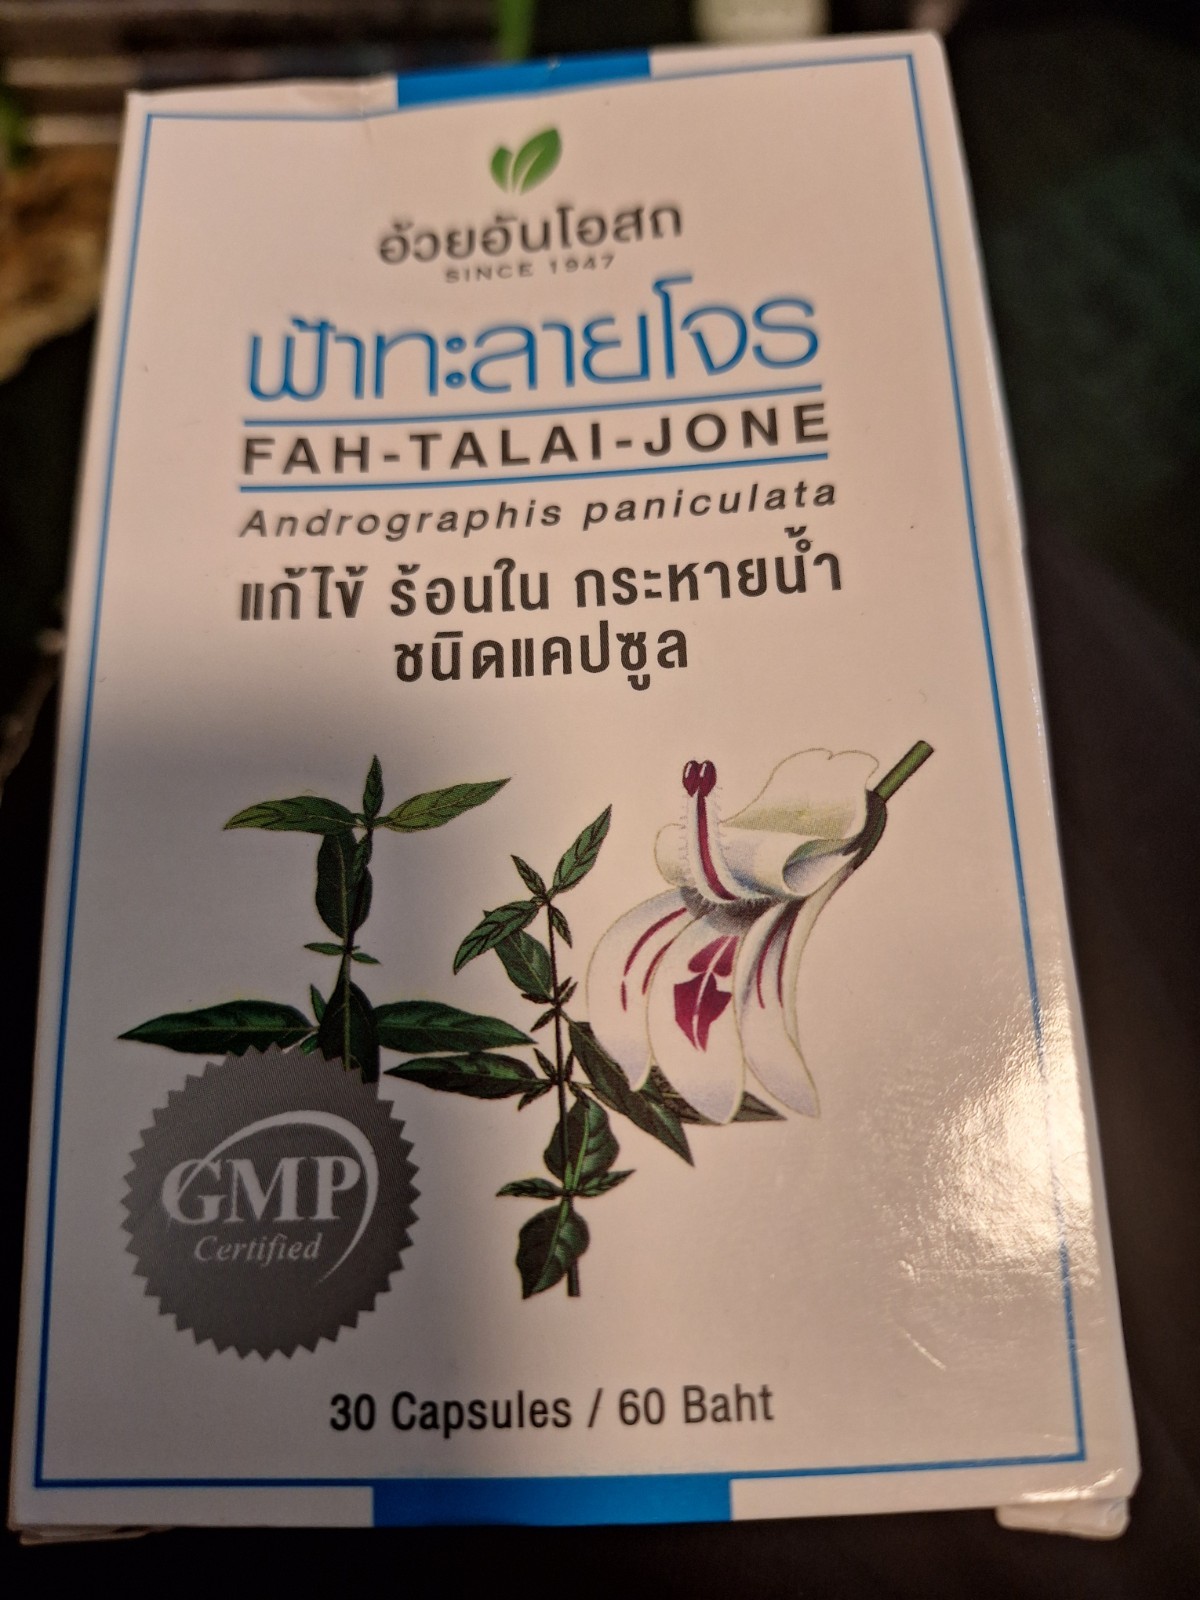 อ้วยอันโอสถ
SINCE 1947
ฟ้าทะลายโจร
FAH-TALAI-JONE
Andrographis paniculata
แก้ไข้ ร้อนใน กระหายน้ำ
ชนิดแคปซูล
GMP
Certified
30 Capsules / 60 Baht